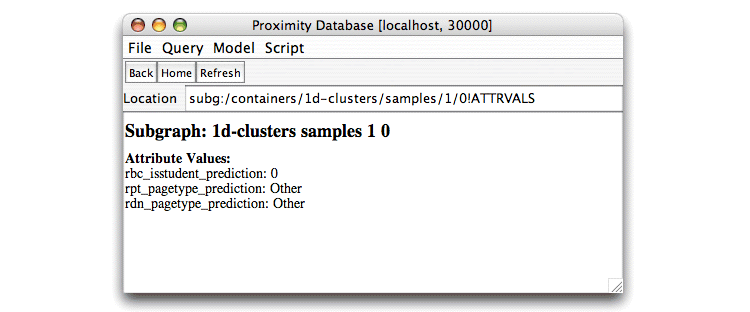 Proximity Database [localhost, 30000]
File Query Model Script
Back Home Refresh
Location subg:/containers/1d-clusters/samples/1/0!ATTRVALS
Subgraph: 1d-clusters samples 1 0
Attribute Values:
rbc_isstudent_prediction: 0
rpt_pagetype_prediction: Other
rdn_pagetype_prediction: Other